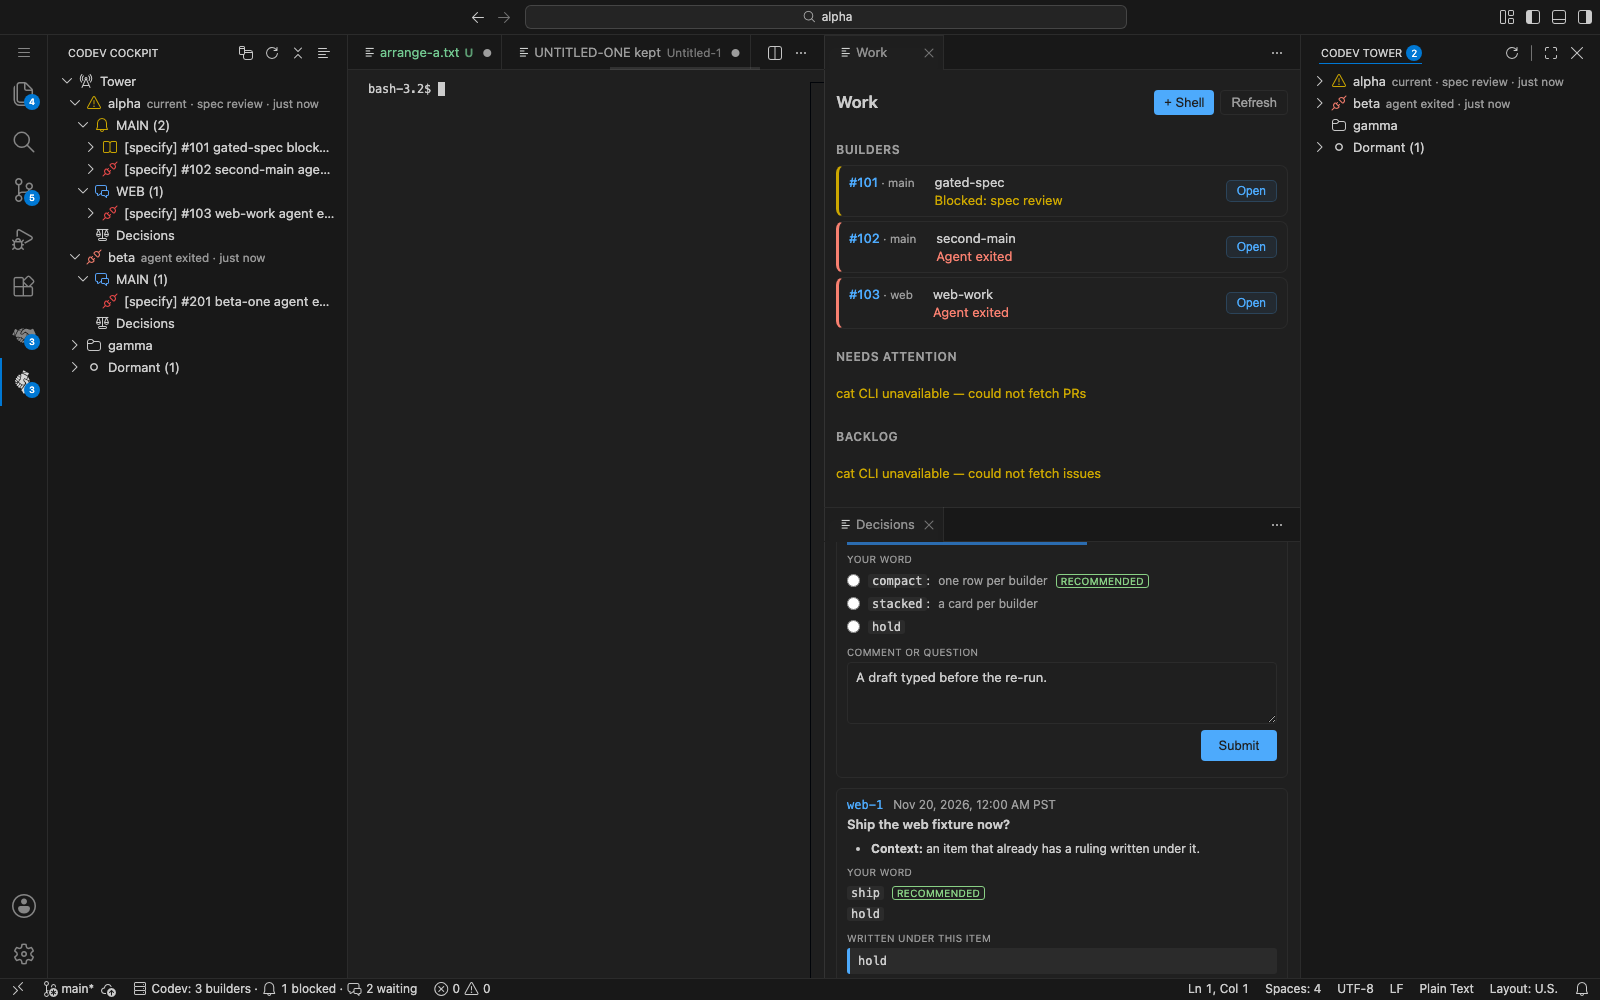 alpha
CODEV COCKPIT
Tower
alpha current · spec review · just now
MAIN (2)
[specify] #101 gated-spec block...
[specify] #102 second-main age...
WEB (1)
[specify] #103 web-work agent e...
Decisions
beta agent exited · just now
MAIN (1)
[specify] #201 beta-one agent e...
Decisions
gamma
Dormant (1)
4
5
3
3
arrange-a.txt U
UNTITLED-ONE kept Untitled-1
bash-3.2$
Work
Work
+ Shell
Refresh
BUILDERS
#101 · main gated-spec
Blocked: spec review
Open
#102 · main second-main
Agent exited
Open
#103 · web web-work
Agent exited
Open
NEEDS ATTENTION
cat CLI unavailable — could not fetch PRs
BACKLOG
cat CLI unavailable — could not fetch issues
Decisions
YOUR WORD
compact: one row per builder RECOMMENDED
stacked: a card per builder
hold
COMMENT OR QUESTION
A draft typed before the re-run.
Submit
web-1 Nov 20, 2026, 12:00 AM PST
Ship the web fixture now?
• Context: an item that already has a ruling written under it.
YOUR WORD
ship RECOMMENDED
hold
WRITTEN UNDER THIS ITEM
hold
CODEV TOWER 2
alpha current · spec review · just now
beta agent exited · just now
gamma
Dormant (1)
main* Codev: 3 builders · 1 blocked · 2 waiting 0 0
Ln 1, Col 1 Spaces: 4 UTF-8 LF Plain Text Layout: U.S.